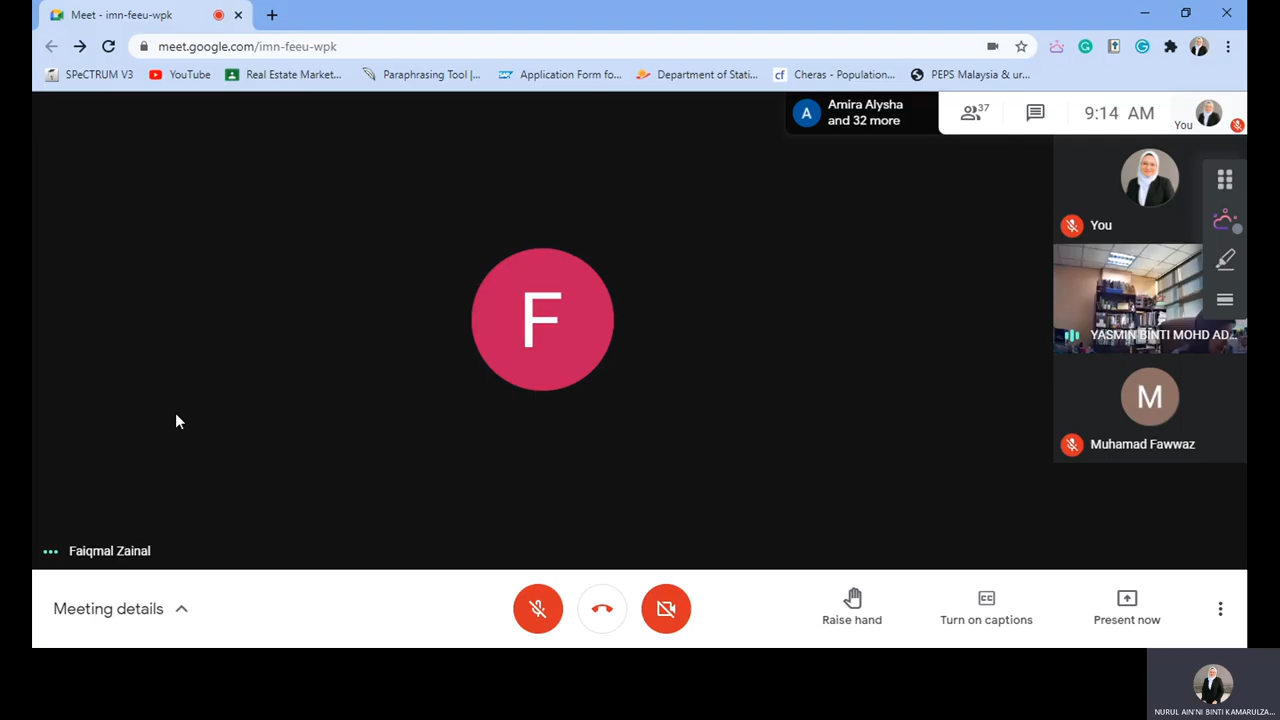 Meet - imn-feeu-wpk
meet.google.com/imn-feeu-wpk
SPeCTRUM V3
YouTube
Real Estate Market...
Paraphrasing Tool |...
Application Form fo...
Department of Stati...
cf
Cheras - Population...
PEPS Malaysia & ur...
A
Amira Alysha
and 32 more
37
9:14 AM
You
You
F
YASMIN BINTI MOHD AD...
M
Muhamad Fawwaz
Faiqmal Zainal
Meeting details
Raise hand
CC
Turn on captions
Present now
NURUL AIN'NI BINTI KAMARULZA...